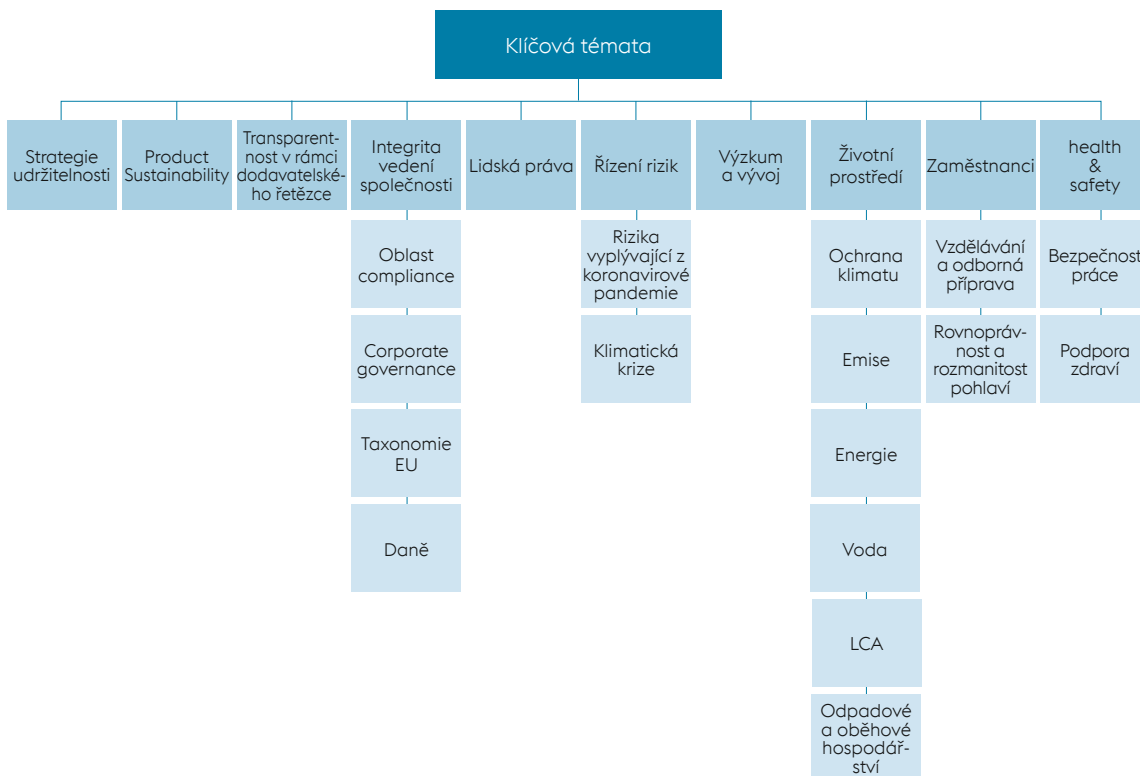 Klíčová témata
Strategie
udržitelnosti
Product
Sustainability
Transparent-
nost v rámci
dodavatelské-
ho řetězce
Integrita
vedení
společnosti
Lidská práva
Řízení rizik
Výzkum
a vývoj
Životní
prostředí
Zaměstnanci
health
&
safety
Oblast
compliance
Corporate
governance
Taxonomie
EU
Daně
Rizika
vyplývající z
koronavirové
pandemie
Klimatická
krize
Ochrana
klimatu
Emise
Energie
Voda
LCA
Odpadové
a oběhové
hospodář-
ství
Vzdělávání
a odborná
příprava
Rovnopráv-
nost a
rozmanitost
pohlaví
Bezpečnost
práce
Podpora
zdraví